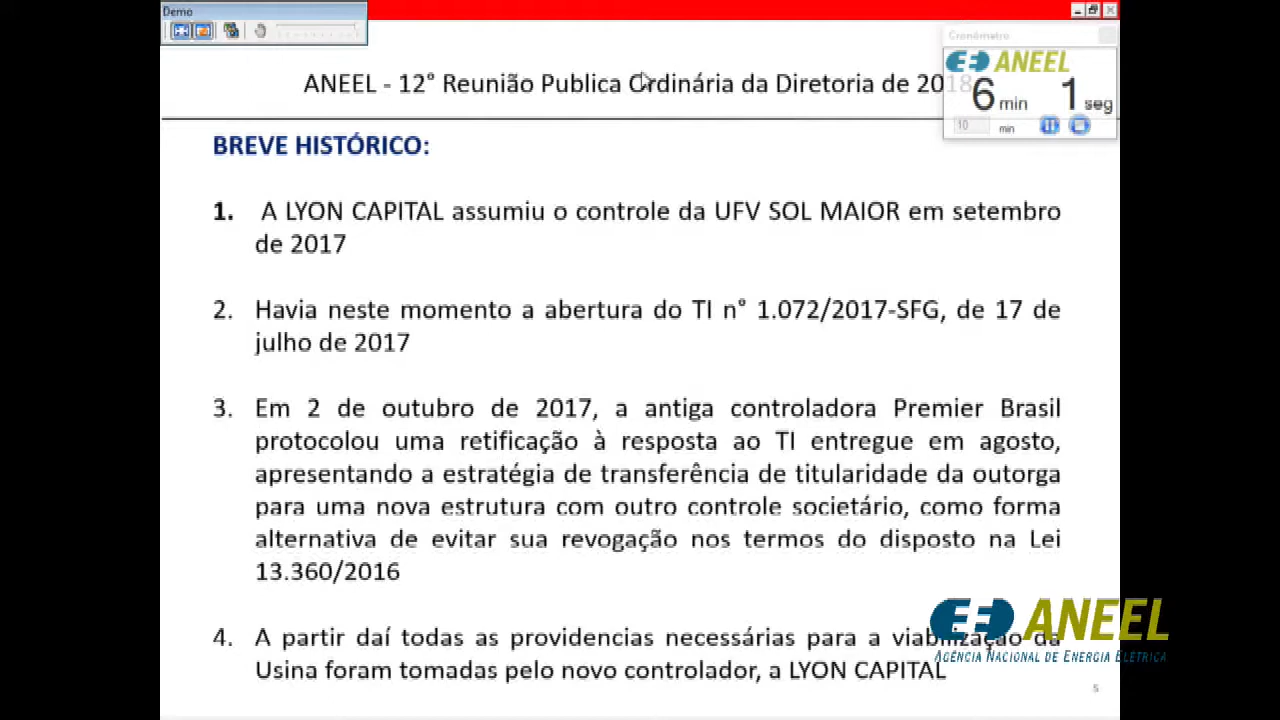 Demo
Cronômetro
ANEEL
ANEEL - 12° Reunião Publica Ordinária da Diretoria de 2018
6 min 1 seg
10 min
BREVE HISTÓRICO:
1. A LYON CAPITAL assumiu o controle da UFV SOL MAIOR em setembro
de 2017
2. Havia neste momento a abertura do TI n° 1.072/2017-SFG, de 17 de
julho de 2017
3. Em 2 de outubro de 2017, a antiga controladora Premier Brasil
protocolou uma retificação à resposta ao TI entregue em agosto,
apresentando a estratégia de transferência de titularidade da outorga
para uma nova estrutura com outro controle societário, como forma
alternativa de evitar sua revogação nos termos do disposto na Lei
13.360/2016
4. A partir daí todas as providencias necessárias para a viabilização da
Usina foram tomadas pelo novo controlador, a LYON CAPITAL
ANEEL
AGÊNCIA NACIONAL DE ENERGIA ELÉTRICA
5